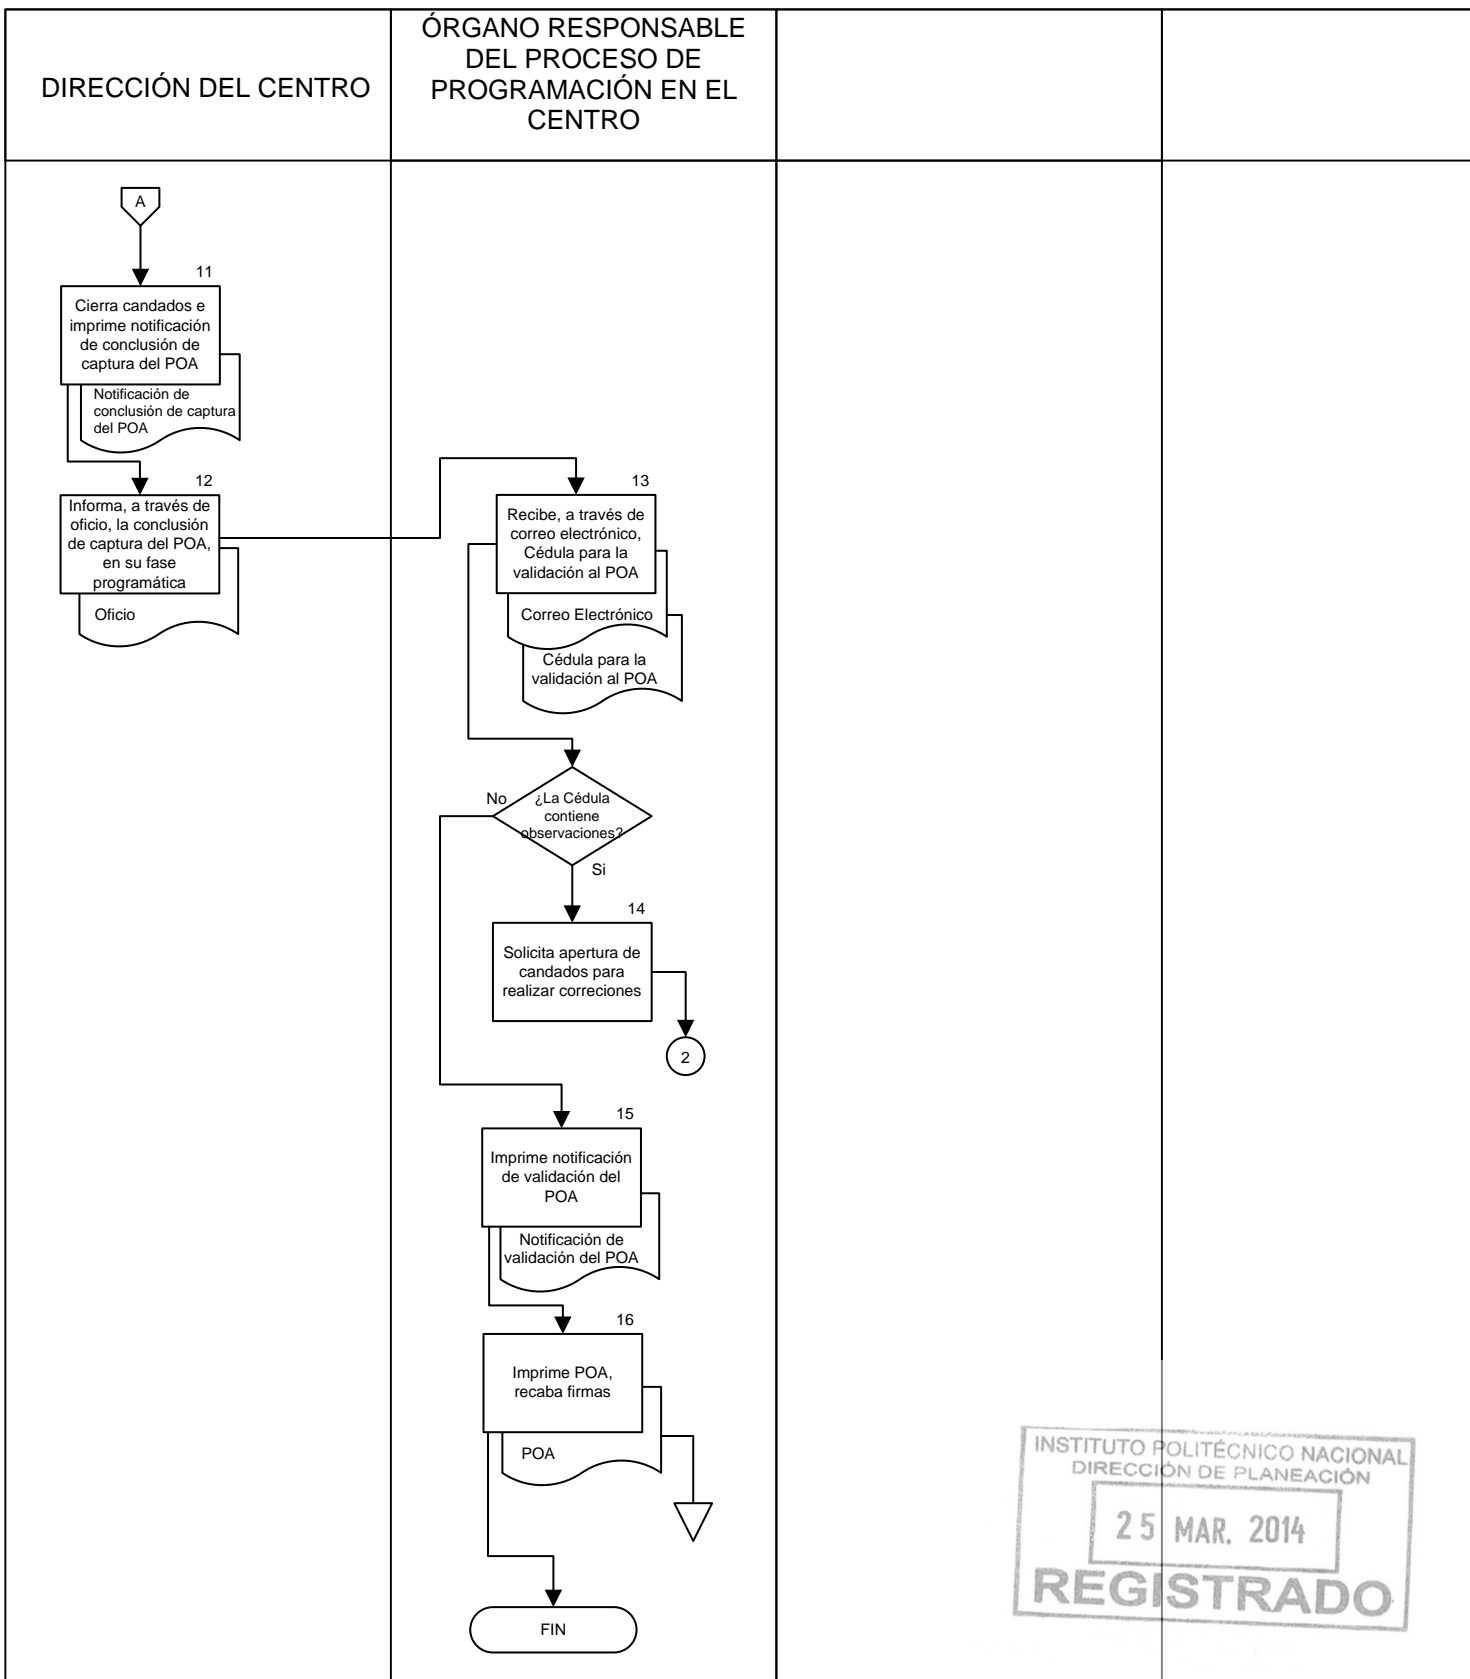 DIRECCIÓN DEL CENTRO
ÓRGANO RESPONSABLE
DEL PROCESO DE
PROGRAMACIÓN EN EL
CENTRO
A
11
Cierra candados e
imprime notificación
de conclusión de
captura del POA
Notificación de
conclusión de captura
del POA
12
Informa, a través de
oficio, la conclusión
de captura del POA,
en su fase
programática
Oficio
13
Recibe, a través de
correo electrónico,
Cédula para la
validación al POA
Correo Electrónico
Cédula para la
validación al POA
No
¿La Cédula
contiene
observaciones?
Si
14
Solicita apertura de
candados para
realizar correciones
2
15
Imprime notificación
de validación del
POA
Notificación de
validación del POA
16
Imprime POA,
recaba firmas
POA
FIN
INSTITUTO POLITÉCNICO NACIONAL
DIRECCIÓN DE PLANEACIÓN
25 MAR. 2014
REGISTRADO